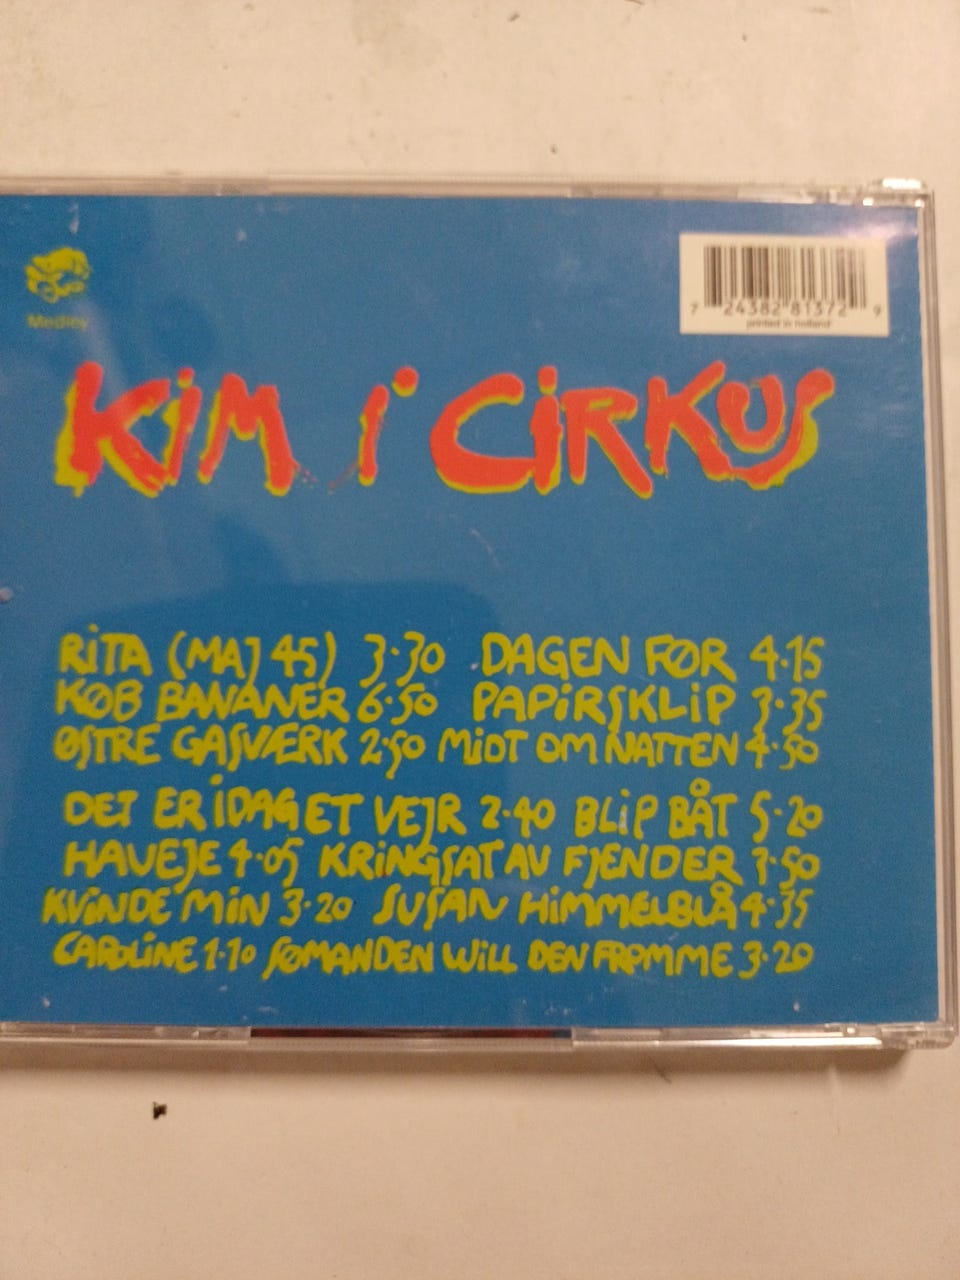 Medley
7 24382 81372 9
printed in holland
KIM I CIRKUS
RITA (MAJ 45) 3·30 DAGEN FØR 4·15
KØB BANANER 6·50 PAPIRSKLIP 3·35
ØSTRE GASVÆRK 2·50 MIDT OM NATTEN 4·50
DET ER IDAG ET VEJR 2·40 BLIP BÅT 5·20
HAVEJE 4·05 KRINGSAT AV FJENDER 3·50
KVINDE MIN 3·20 SUSAN HIMMELBLÅ 4·35
CAROLINE 1·10 SØMANDEN WILL DEN FROMME 3·20